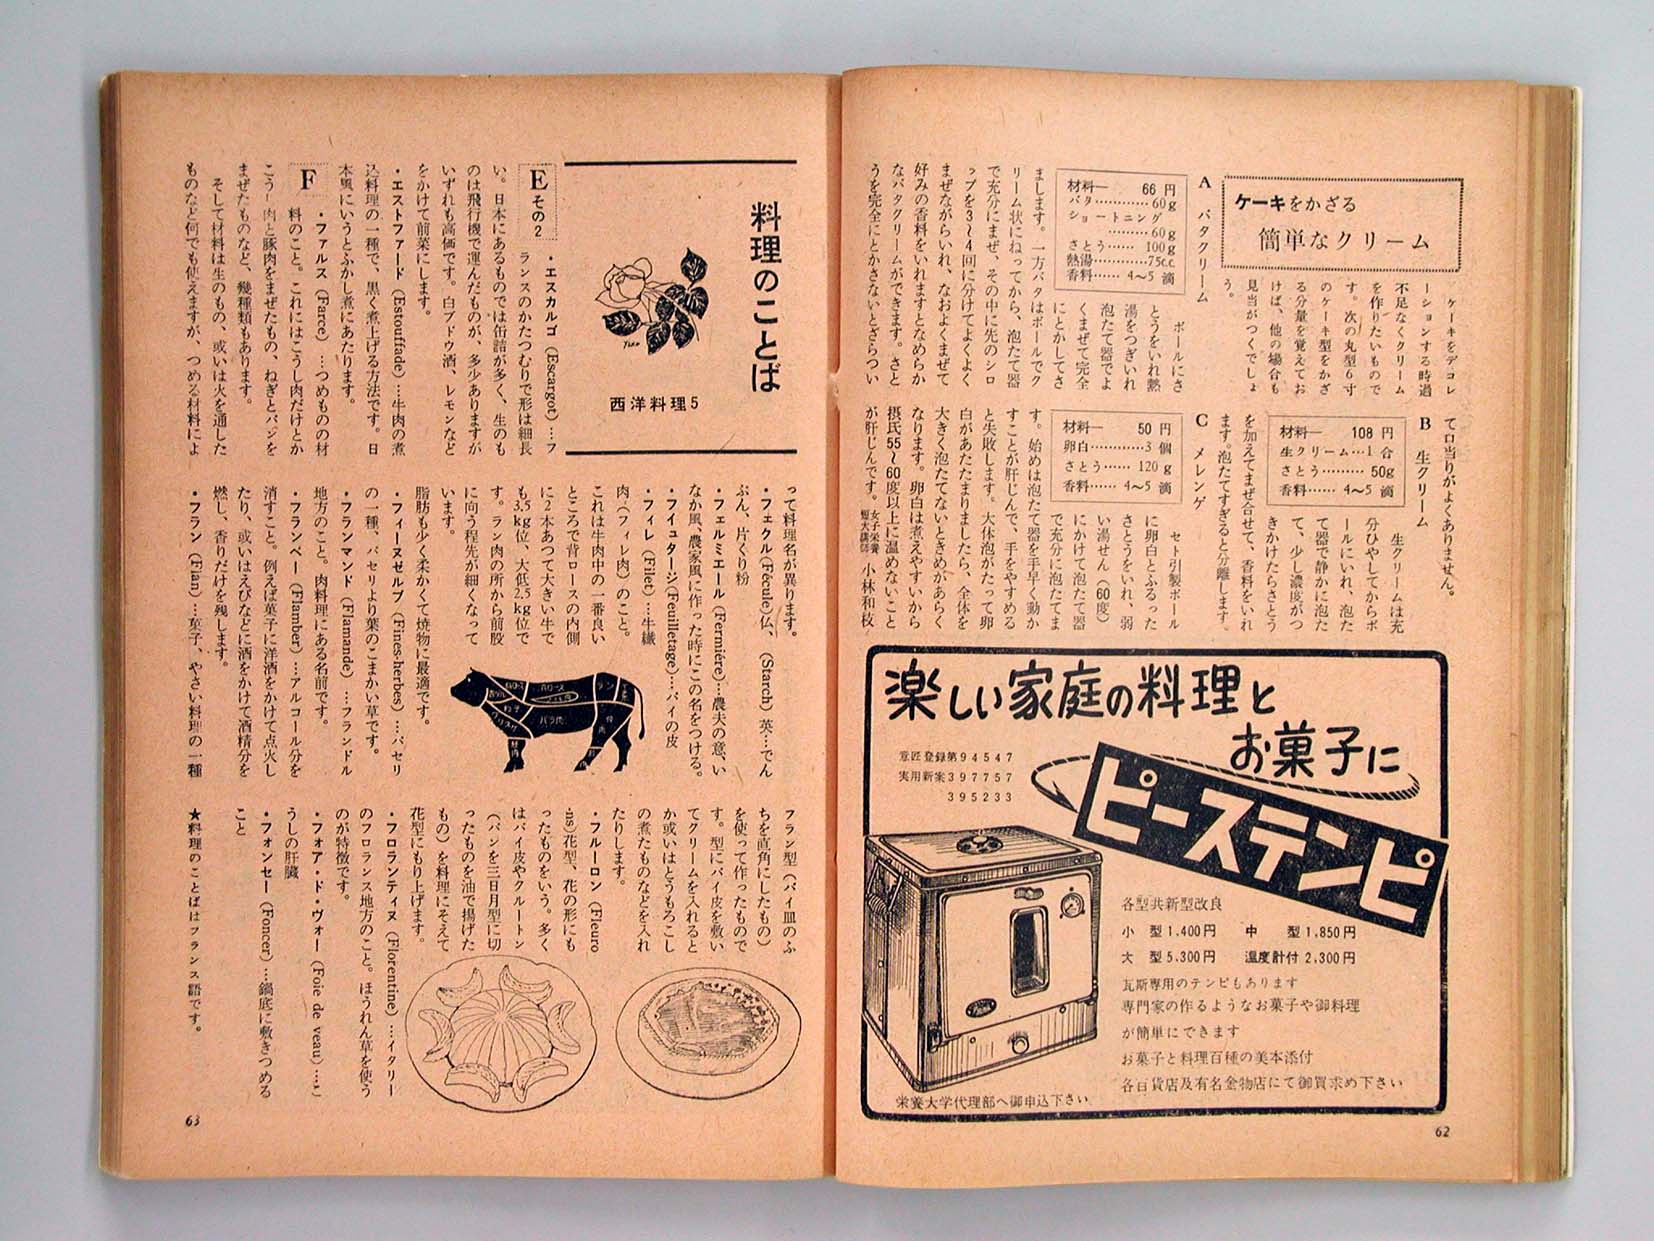 ケーキをかざる
簡単なクリーム
ケーキをデコレ
ーションする時過
不足なくクリーム
を作りたいもので
す。次の丸型6寸
のケーキ型をかざ
る分量を覚えてお
けば、他の場合も
見当がつくでしょ
う。
A バタクリーム
材料― 66円
バタ…………60g
ショートニング
………60g
さとう…… 100g
熱湯…………75c.c.
香料…… 4〜5 滴
ボールにさ
とうをいれ熱
湯をつぎいれ
泡たて器でよ
くまぜて完全
にとかしてさ
まします。一方バタはボールでク
リーム状にねってから、泡たて器
で充分にまぜ、その中に先のシロ
ップを3〜4回に分けてよくよく
まぜながらいれ、なおよくまぜて
好みの香料をいれますとなめらか
なバタクリームができます。さと
うを完全にとかさないとざらつい
て口当りがよくありません。
B 生クリーム
材料― 108 円
生クリーム…1 合
さとう……… 50g
香料…… 4〜5 滴
生クリームは充
分ひやしてからボ
ールにいれ、泡た
て器で静かに泡た
て、少し濃度がつ
きかけたらさとう
を加えてまぜ合せて、香料をいれ
ます。泡たてすぎると分離します。
C メレンゲ
材料― 50 円
卵白…………3 個
さとう…… 120 g
香料…… 4〜5 滴
セト引製ボール
に卵白とふるった
さとうをいれ、弱
い湯せん（60度）
にかけて泡たて器
で充分に泡たてま
す。始めは泡たて器を手早く動か
すことが肝じんで、手をやすめる
と失敗します。大体泡がたって卵
白があたたまりましたら、全体を
大きく泡たてないときめがあらく
なります。卵白は煮えやすいから
摂氏55〜60度以上に温めないこと
が肝じんです。
女子栄養
短大講師 小林和枝
楽しい家庭の料理と
お菓子に
ピーステンピ
意匠登録第94547
実用新案397757
395233
各型共新型改良
小 型 1,400円 中 型 1,850円
大 型 5,300円 温度計付 2,300円
瓦斯専用のテンピもあります
専門家の作るようなお菓子や御料理
が簡単にできます
お菓子と料理百種の美本添付
各百貨店及有名金物店にて御買求め下さい
栄養大学代理部へ御申込下さい
62
料理のことば
西洋料理5
Eその2
・エスカルゴ（Escargot）…フ
ランスのかたつむりで形は細長
い。日本にあるものでは缶詰が多く、生のも
のは飛行機で運んだものが、多少ありますが
いずれも高価です。白ブドウ酒、レモンなど
をかけて前菜にします。
・エストファード（Estouffade）…牛肉の煮
込料理の一種で、黒く煮上げる方法です。日
本風にいうとふかし煮にあたります。
F
・ファルス（Farce）…つめものの材
料のこと。これにはこうし肉だけとか
こうし肉と豚肉をまぜたもの、ねぎとパンを
まぜたものなど、幾種類もあります。
そして材料は生のもの、或いは火を通した
ものなど何でも使えますが、つめる材料によ
って料理名が異ります。
・フェクル（Fécule）仏、（Starch）英…でん
ぷん、片くり粉
・フェルミエール（Fermiére）…農夫の意、い
なか風、農家風に作った時にこの名をつける。
・フイュタージ（Feuilletage）…パイの皮
・フィレ（Filet）…牛繊
肉（フィレ肉）のこと。
これは牛肉中の一番良い
ところで背ロースの内側
に2本あつて大きい牛で
も3.5kg位、大低2.5kg位で
す。ラン肉の所から前股
に向う程先が細くなって
います。
脂肪も少く柔かくて焼物に最適です。
・フィーヌゼルブ（Fines-herbes）…パセリ
の一種、パセリより葉のこまかい草です。
・フランマンド（Flamande）…フランドル
地方のこと。肉料理にある名前です。
・フランベー（Flamber）…アルコール分を
消すこと。例えば菓子に洋酒をかけて点火し
たり、或いはえびなどに酒をかけて酒精分を
燃し、香りだけを残します。
・フラン（Flan）…菓子、やさい料理の一種
フラン型（パイ皿のふ
ちを直角にしたもの）
を使って作ったもので
す。型にパイ皮を敷い
てクリームを入れると
か或いはとうもろこし
の煮たものなどを入れ
たりします。
・フルーロン（Fleuro
ns）花型、花の形にも
ったものをいう。多く
はパイ皮やクルートン
（パンを三日月型に切
ったものを油で揚げた
もの）を料理にそえて
花型にもり上げます。
・フロランティヌ（Florentine）…イタリー
のフロランス地方のこと。ほうれん草を使う
のが特徴です。
・フォア・ド・ヴォー（Foie de veau）…こ
うしの肝臓
・フォンセー（Foncer）…鍋底に敷きつめる
こと
★料理のことばはフランス語です。
63